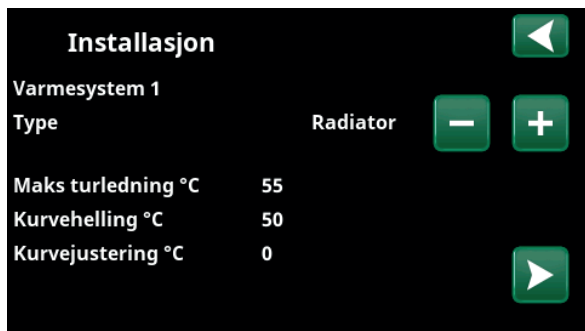 Installasjon
Varmesystem 1
Type Radiator
Maks turledning °C 55
Kurvehelling °C 50
Kurvejustering °C 0